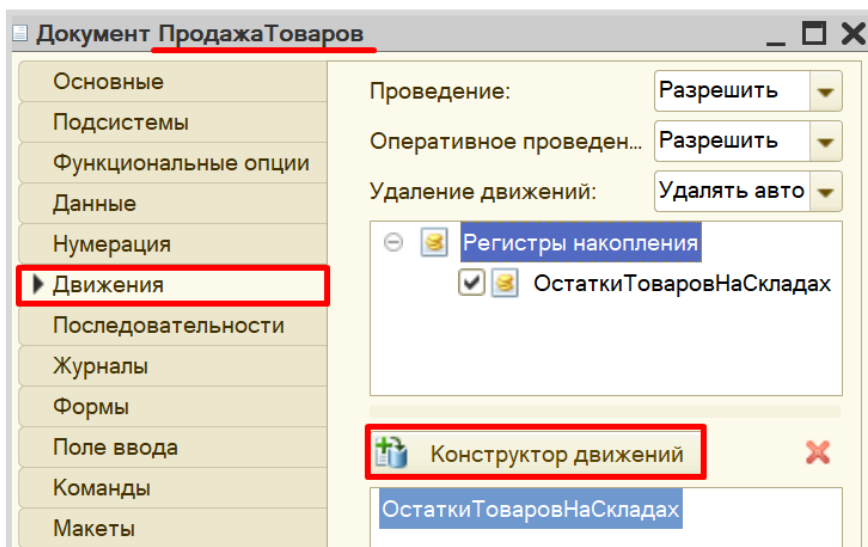 Документ ПродажаТоваров
Основные
Подсистемы
Функциональные опции
Данные
Нумерация
Движения
Последовательности
Журналы
Формы
Поле ввода
Команды
Макеты
Проведение: Разрешить
Оперативное проведен... Разрешить
Удаление движений: Удалять авто
Регистры накопления
ОстаткиТоваровНаСкладах
Конструктор движений
ОстаткиТоваровНаСкладах